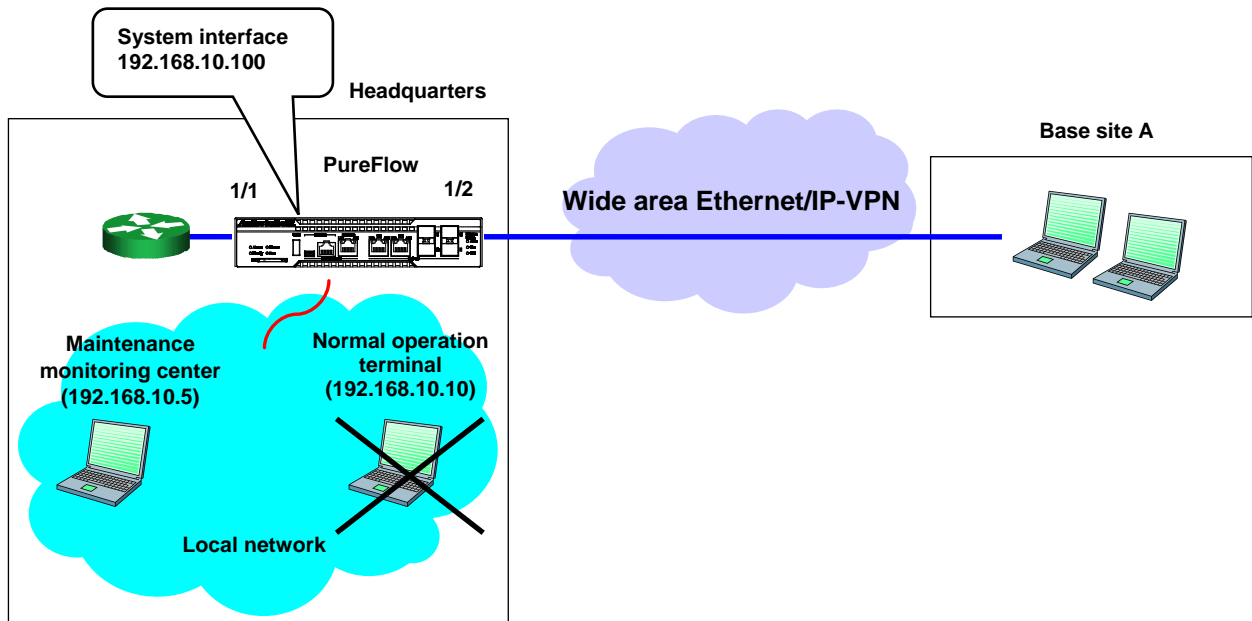 System interface
192.168.10.100
Headquarters
PureFlow
1/1
1/2
Wide area Ethernet/IP-VPN
Base site A
Maintenance
monitoring center
(192.168.10.5)
Normal operation
terminal
(192.168.10.10)
Local network